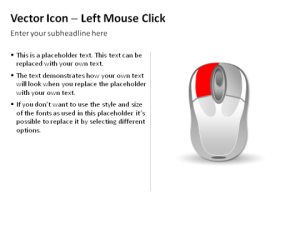 Vector Icon – Left Mouse Click
Enter your subheadline here
▪ This is a placeholder text. This text can be
replaced with your own text.
▪ The text demonstrates how your own text
will look when you replace the placeholder
with your own text.
▪ If you don't want to use the style and size
of the fonts as used in this placeholder it's
possible to replace it by selecting different
options.